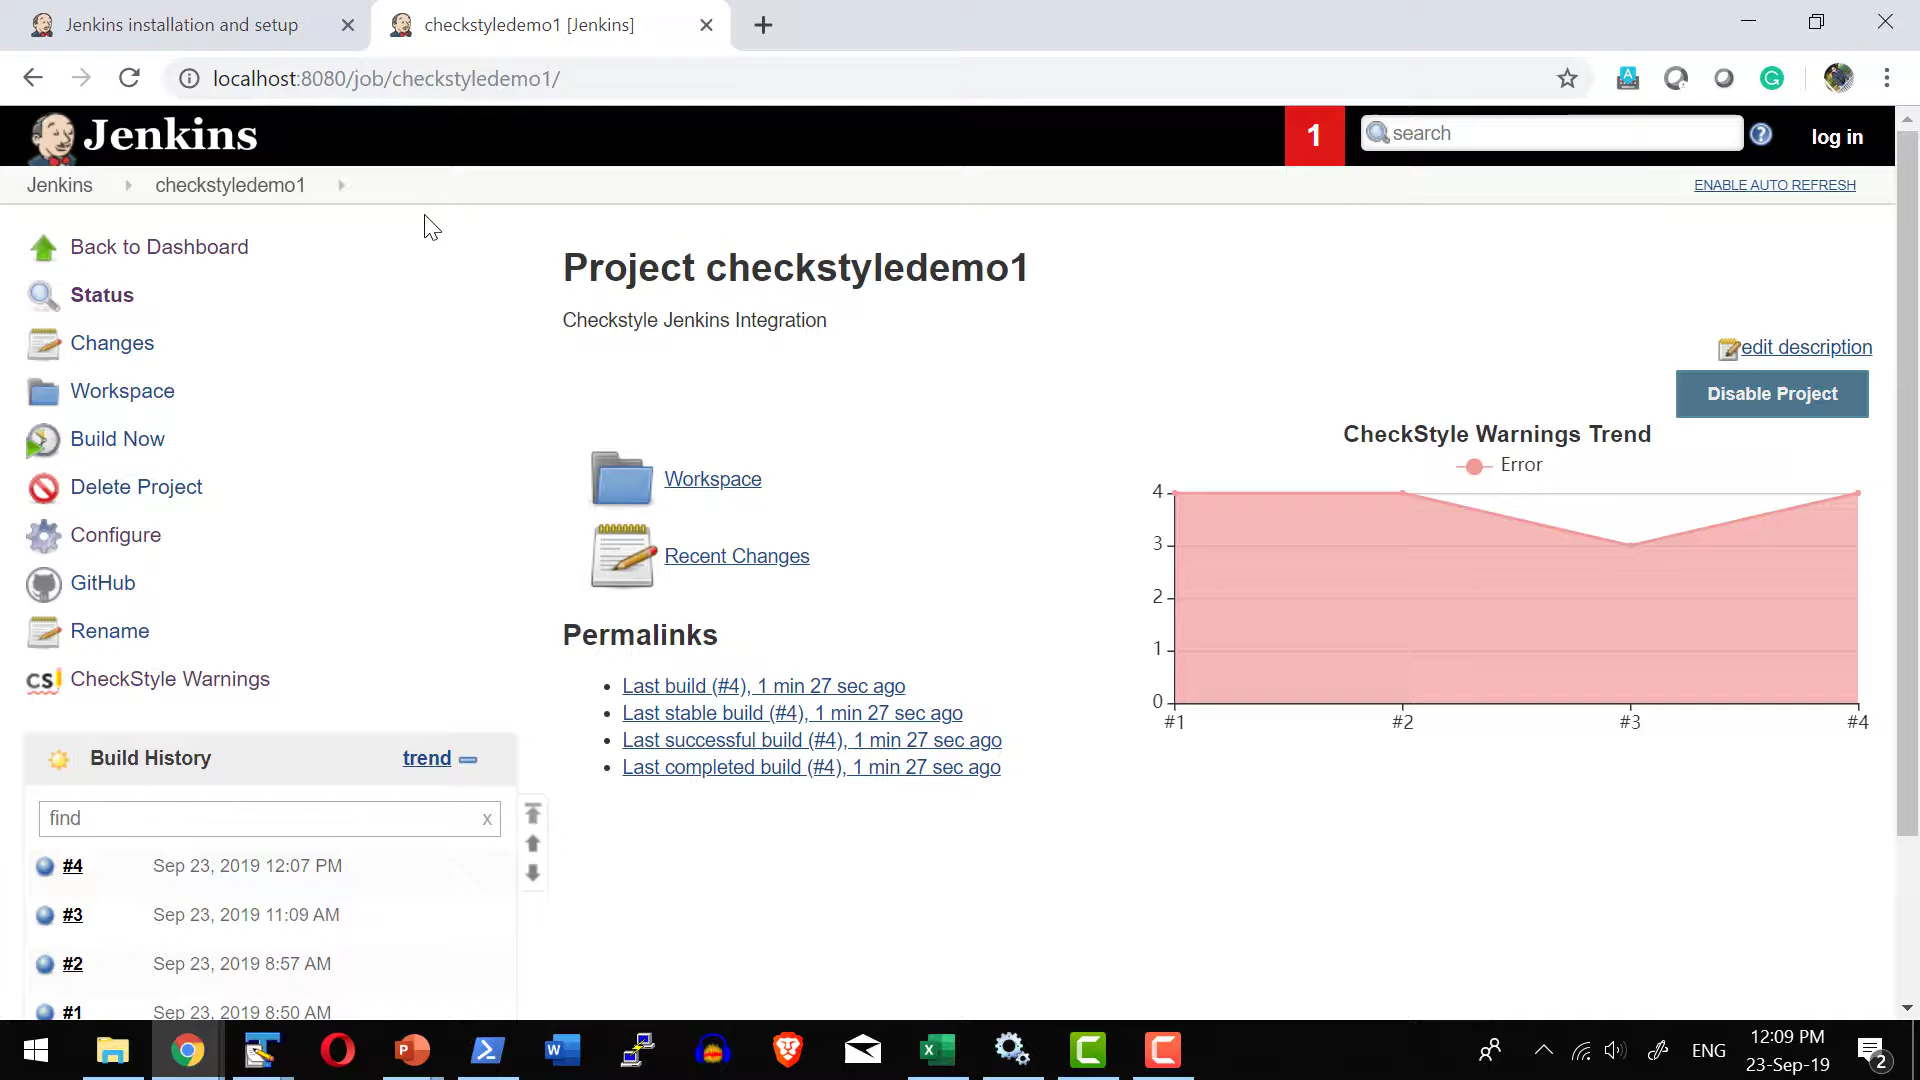 Jenkins installation and setup
checkstyledemo1 [Jenkins]
localhost:8080/job/checkstyledemo1/
Jenkins
1
search
log in
Jenkins
checkstyledemo1
ENABLE AUTO REFRESH
Back to Dashboard
Status
Changes
Workspace
Build Now
Delete Project
Configure
GitHub
Rename
CS! CheckStyle Warnings
Build History
trend
find
x
#4 Sep 23, 2019 12:07 PM
#3 Sep 23, 2019 11:09 AM
#2 Sep 23, 2019 8:57 AM
#1 Sep 23, 2019 8:50 AM
Project checkstyledemo1
Checkstyle Jenkins Integration
edit description
Disable Project
Workspace
Recent Changes
Permalinks
Last build (#4), 1 min 27 sec ago
Last stable build (#4), 1 min 27 sec ago
Last successful build (#4), 1 min 27 sec ago
Last completed build (#4), 1 min 27 sec ago
CheckStyle Warnings Trend
Error
4
3
2
1
0
#1 #2 #3 #4
ENG
12:09 PM
23-Sep-19
2